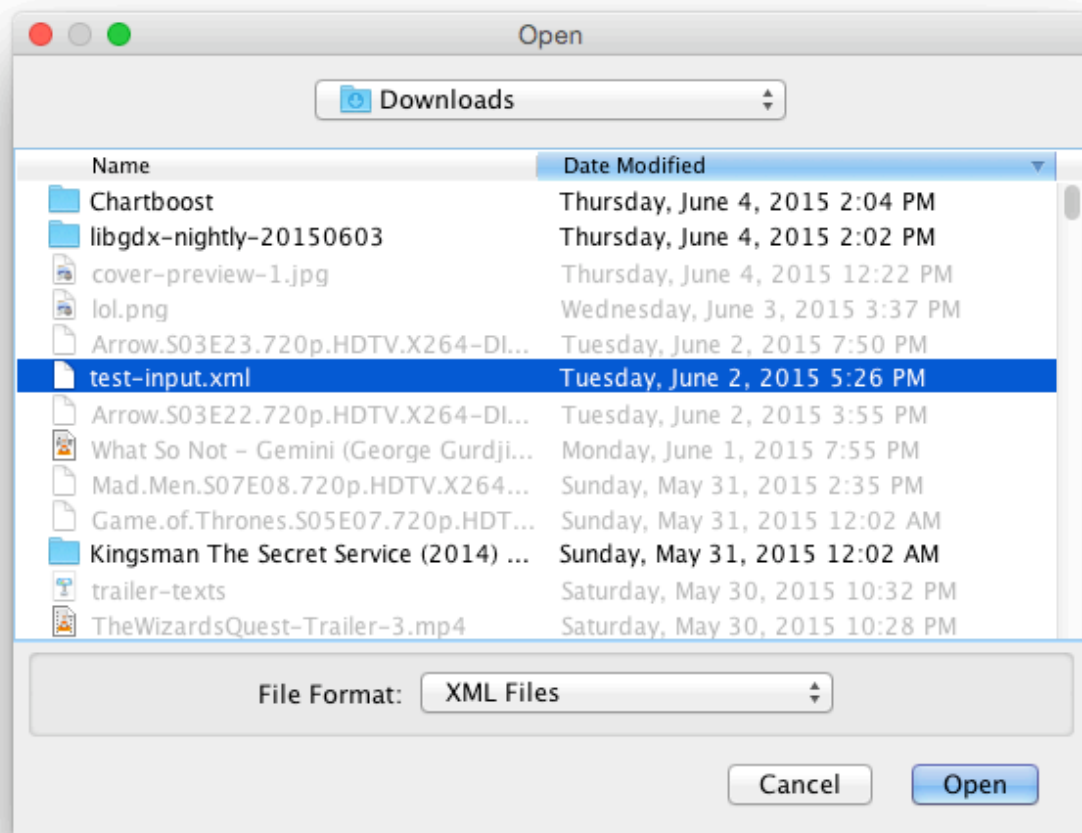 Open
Downloads
Name Date Modified
Chartboost Thursday, June 4, 2015 2:04 PM
libgdx-nightly-20150603 Thursday, June 4, 2015 2:02 PM
cover-preview-1.jpg Thursday, June 4, 2015 12:22 PM
lol.png Wednesday, June 3, 2015 3:37 PM
Arrow.S03E23.720p.HDTV.X264-DI... Tuesday, June 2, 2015 7:50 PM
test-input.xml Tuesday, June 2, 2015 5:26 PM
Arrow.S03E22.720p.HDTV.X264-DI... Tuesday, June 2, 2015 3:55 PM
What So Not – Gemini (George Gurdji... Monday, June 1, 2015 7:55 PM
Mad.Men.S07E08.720p.HDTV.X264... Sunday, May 31, 2015 2:35 PM
Game.of.Thrones.S05E07.720p.HDT... Sunday, May 31, 2015 12:02 AM
Kingsman The Secret Service (2014) ... Sunday, May 31, 2015 12:02 AM
trailer-texts Saturday, May 30, 2015 10:32 PM
TheWizardsQuest-Trailer-3.mp4 Saturday, May 30, 2015 10:28 PM
File Format: XML Files
Cancel Open